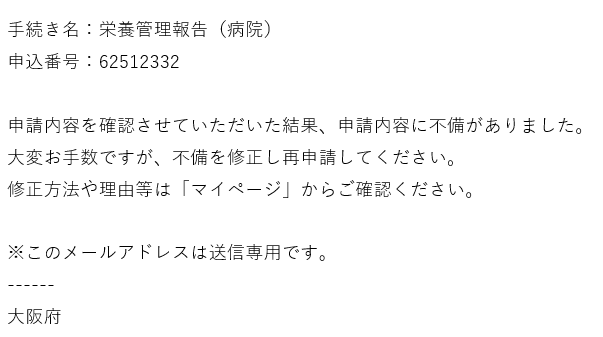 手続き名：栄養管理報告（病院）
申込番号：62512332
申請内容を確認させていただいた結果、申請内容に不備がありました。
大変お手数ですが、不備を修正し再申請してください。
修正方法や理由等は「マイページ」からご確認ください。
※このメールアドレスは送信専用です。
------
大阪府